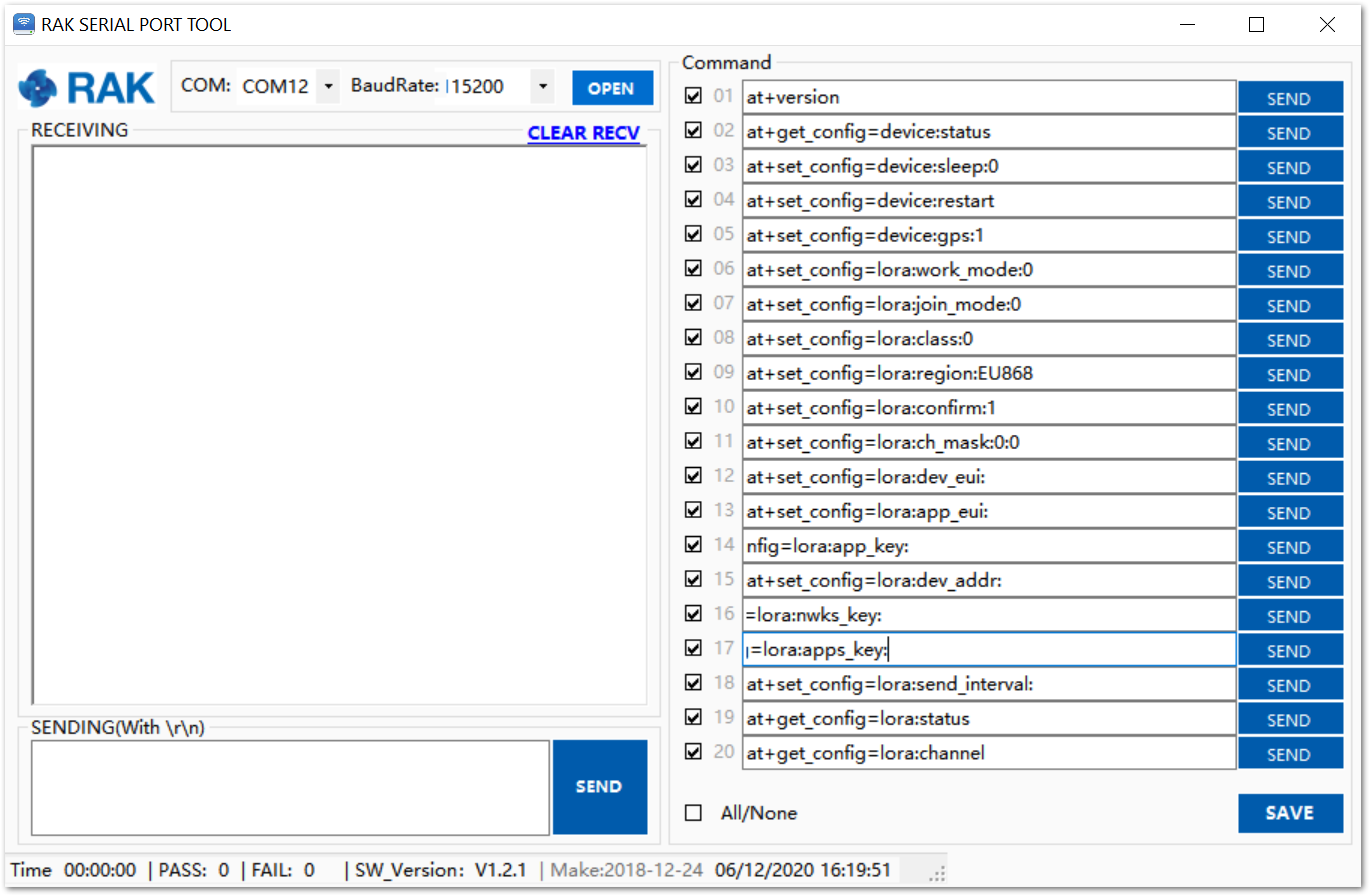 RAK SERIAL PORT TOOL
RAK
COM: COM12 BaudRate: 115200 OPEN
RECEIVING CLEAR RECV
SENDING(With \r\n)
SEND
Command
01 at+version SEND
02 at+get_config=device:status SEND
03 at+set_config=device:sleep:0 SEND
04 at+set_config=device:restart SEND
05 at+set_config=device:gps:1 SEND
06 at+set_config=lora:work_mode:0 SEND
07 at+set_config=lora:join_mode:0 SEND
08 at+set_config=lora:class:0 SEND
09 at+set_config=lora:region:EU868 SEND
10 at+set_config=lora:confirm:1 SEND
11 at+set_config=lora:ch_mask:0:0 SEND
12 at+set_config=lora:dev_eui: SEND
13 at+set_config=lora:app_eui: SEND
14 nfig=lora:app_key: SEND
15 at+set_config=lora:dev_addr: SEND
16 =lora:nwks_key: SEND
17 =lora:apps_key: SEND
18 at+set_config=lora:send_interval: SEND
19 at+get_config=lora:status SEND
20 at+get_config=lora:channel SEND
All/None SAVE
Time 00:00:00 | PASS: 0 | FAIL: 0 | SW_Version: V1.2.1 | Make:2018-12-24 06/12/2020 16:19:51